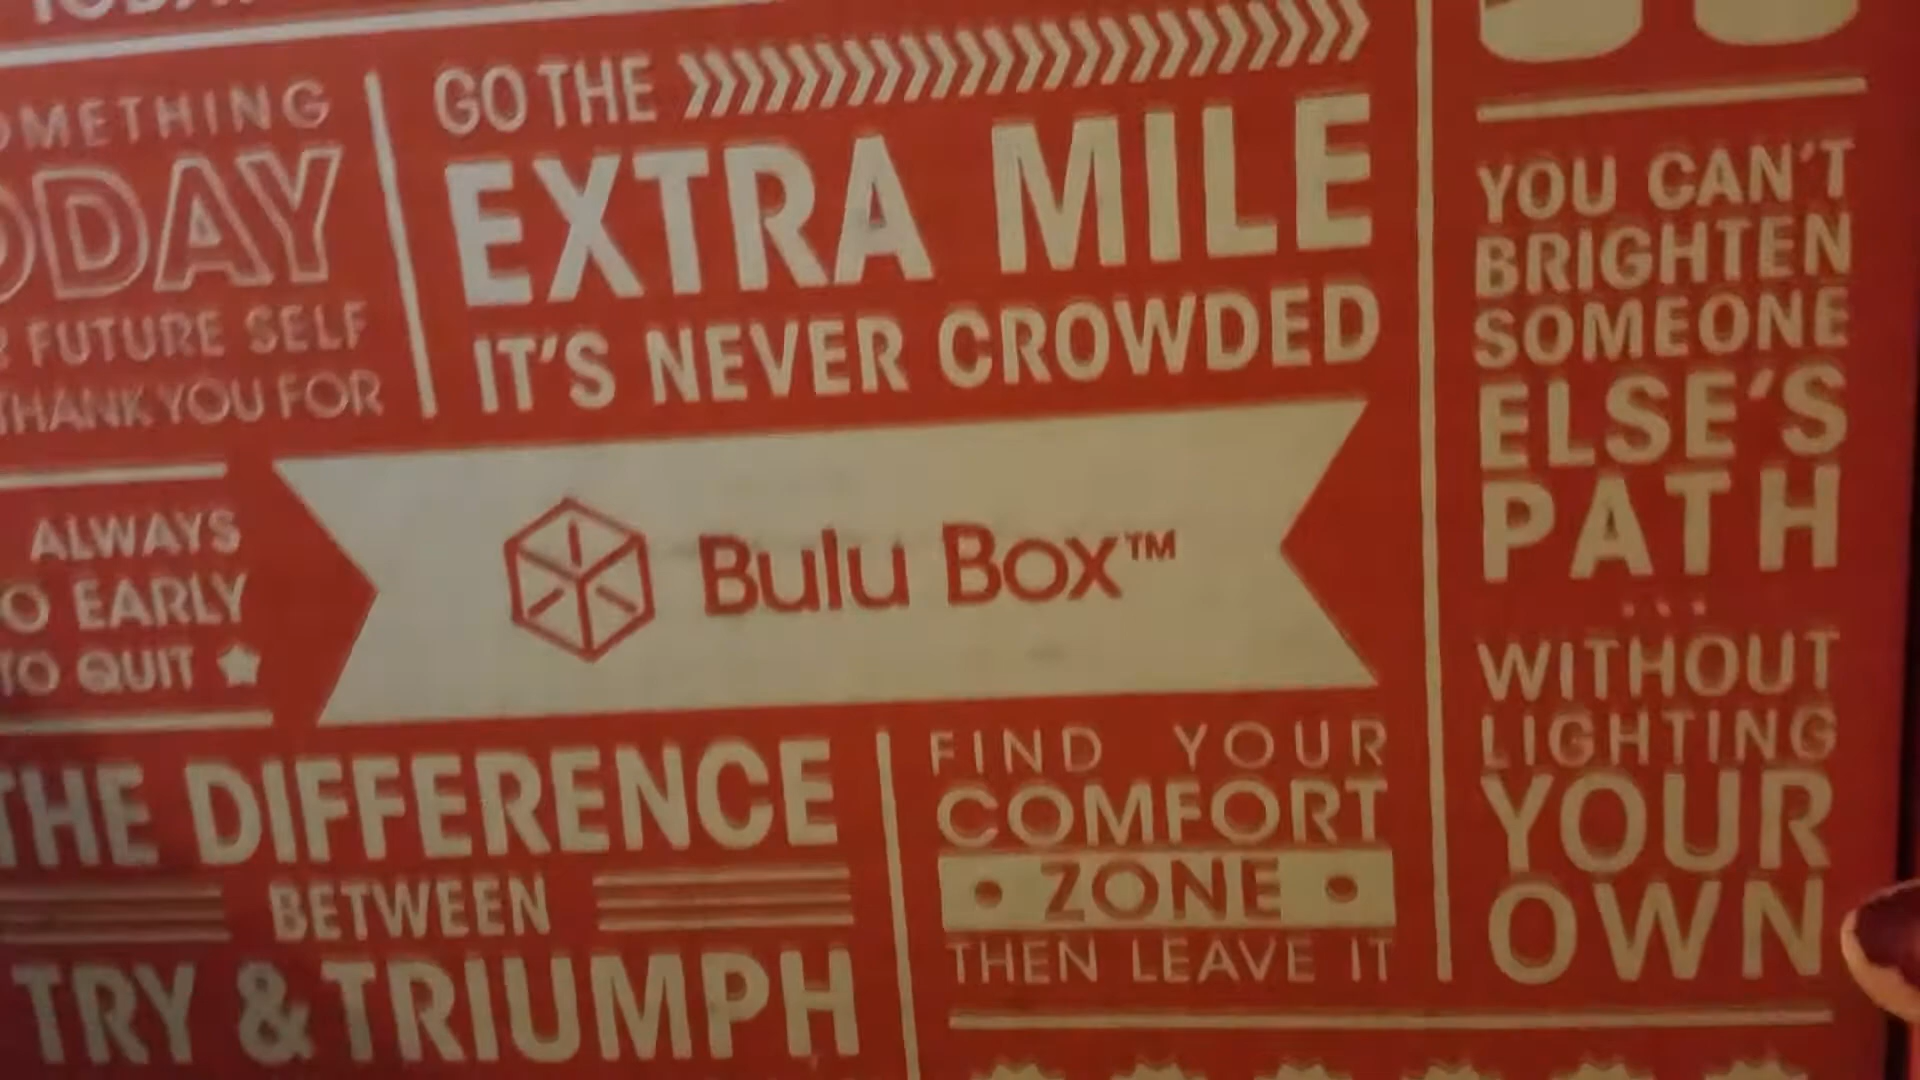 TODAY
OMETHING
ODAY
FUTURE SELF
THANK YOU FOR
GO THE
EXTRA MILE
IT'S NEVER CROWDED
ALWAYS
O EARLY
TO QUIT
Bulu Box™
THE DIFFERENCE
BETWEEN
TRY & TRIUMPH
FIND YOUR
COMFORT
ZONE
THEN LEAVE IT
YOU CAN'T
BRIGHTEN
SOMEONE
ELSE'S
PATH
...
WITHOUT
LIGHTING
YOUR
OWN